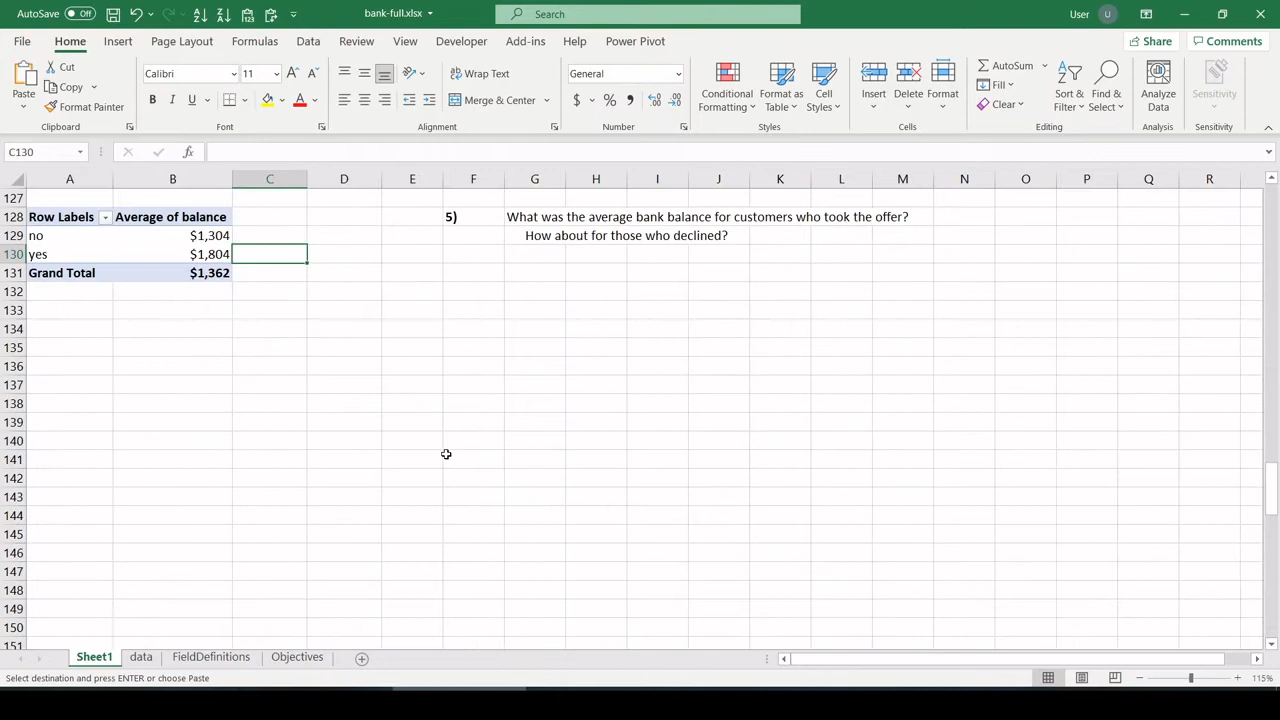 AutoSave Off bank-full.xlsx Search User U
File Home Insert Page Layout Formulas Data Review View Developer Add-ins Help Power Pivot Share Comments
Paste Cut Copy Format Painter Calibri 11 B I U A Wrap Text Merge & Center General $ % Conditional Formatting Format as Table Cell Styles Insert Delete Format AutoSum Fill Clear Sort & Filter Find & Select Analyze Data Sensitivity
Clipboard Font Alignment Number Styles Cells Editing Analysis Sensitivity
C130 fx
A B C D E F G H I J K L M N O P Q R
127
128 Row Labels Average of balance 5) What was the average bank balance for customers who took the offer?
129 no $1,304 How about for those who declined?
130 yes $1,804
131 Grand Total $1,362
132
133
134
135
136
137
138
139
140
141
142
143
144
145
146
147
148
149
150
151
Sheet1 data FieldDefinitions Objectives
Select destination and press ENTER or choose Paste 115%